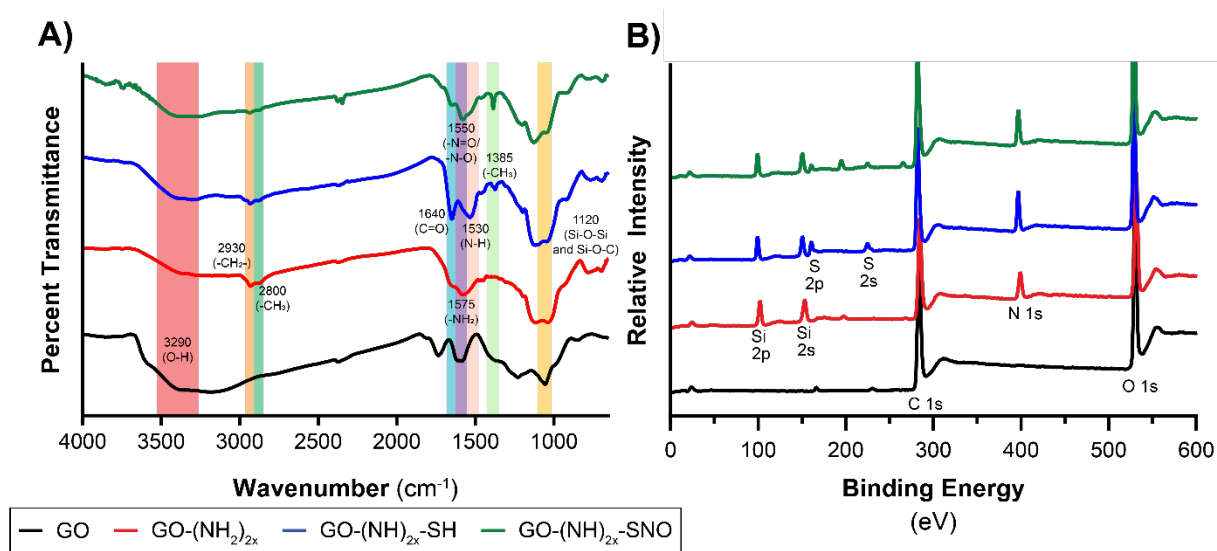 A)
B)
Percent Transmittance
1550
(-N=O/
-N-O)
1385
(-CH₃)
1640
(C=O)
1530
(N-H)
1120
(Si-O-Si
and Si-O-C)
2930
(-CH₂-)
2800
(-CH₃)
1575
(-NH₂)
3290
(O-H)
4000 3500 3000 2500 2000 1500 1000
Wavenumber (cm⁻¹)
Relative Intensity
S
2p
S
2s
N 1s
Si
2p
Si
2s
C 1s
O 1s
0 100 200 300 400 500 600
Binding Energy
(eV)
GO GO-(NH₂)₂ₓ GO-(NH)₂ₓ-SH GO-(NH)₂ₓ-SNO